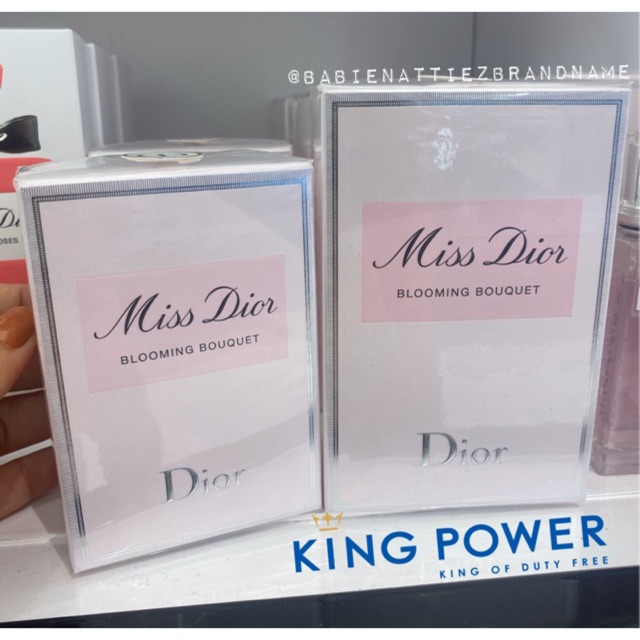 @BABIENATTIEZBRANDNAME
Miss Dior
BLOOMING BOUQUET
Dior
Miss Dior
BLOOMING BOUQUET
Dior
KING POWER
KING OF DUTY FREE